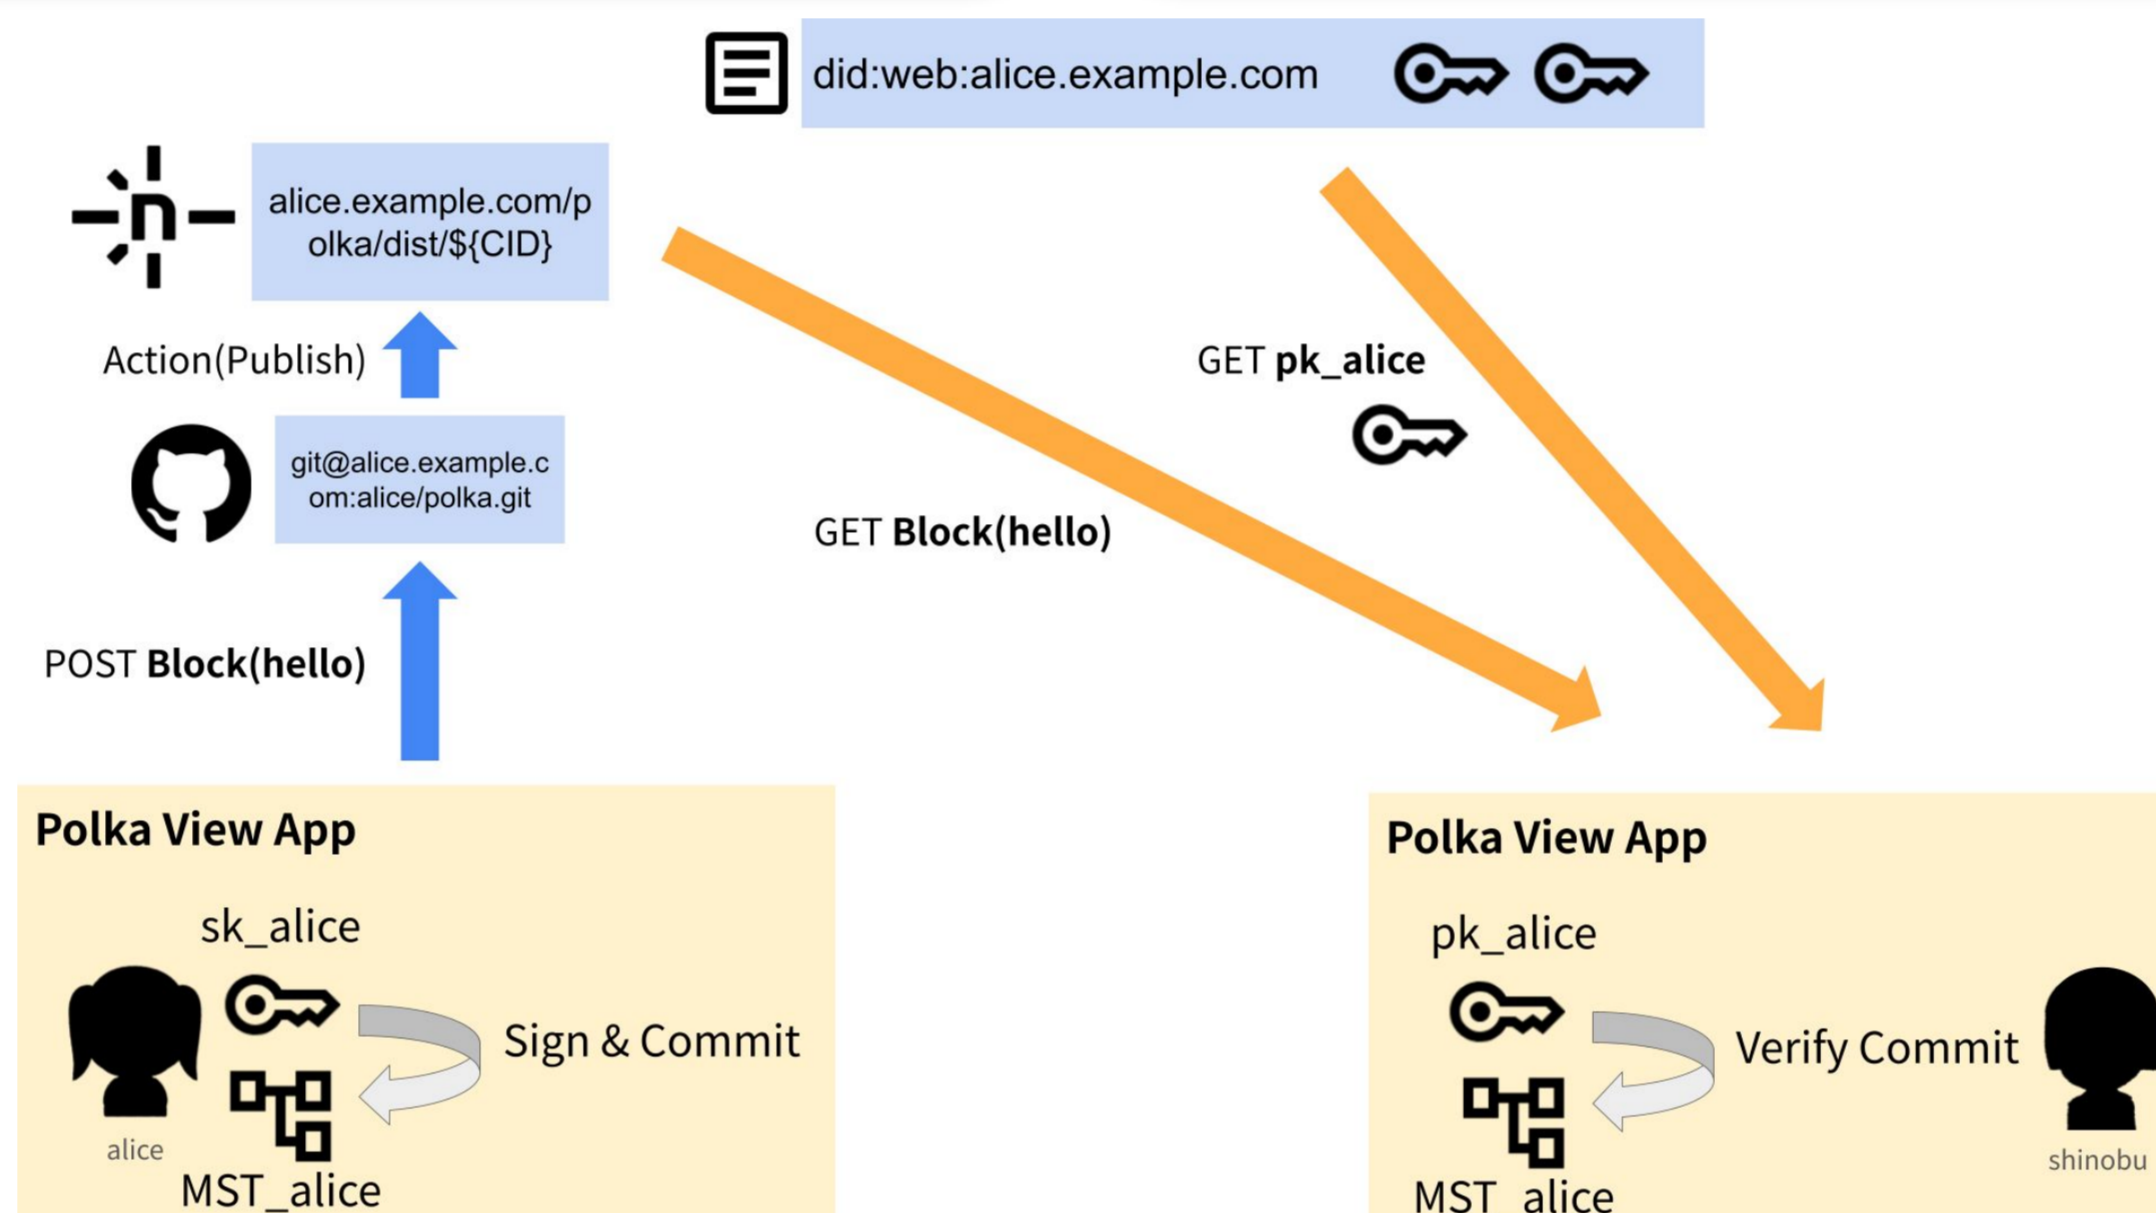 did:web:alice.example.com
alice.example.com/p
olka/dist/${CID}
Action(Publish)
GET pk_alice
git@alice.example.c
om:alice/polka.git
GET Block(hello)
POST Block(hello)
Polka View App
sk_alice
Sign & Commit
alice
MST_alice
Polka View App
pk_alice
Verify Commit
shinobu
MST_alice